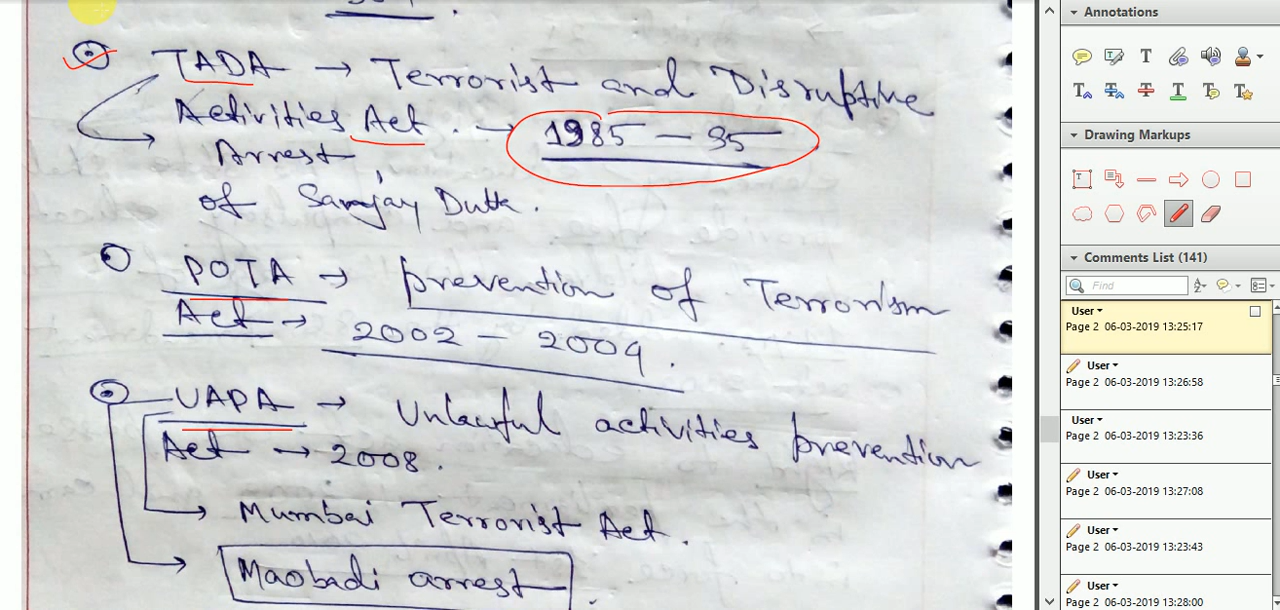 TADA → Terrorist and Disruptive
Activities Act. → 1985 – 95
Arrest
of Sanjay Dutt.
POTA → prevention of Terrorism
Act → 2002 – 2004.
UAPA → Unlawful activities prevention
Act → 2008.
Mumbai Terrorist Act.
Maobadi arrest
Annotations
T
T T T T T
Drawing Markups
T
Comments List (141)
Find
User
Page 2 06-03-2019 13:25:17
User
Page 2 06-03-2019 13:26:58
User
Page 2 06-03-2019 13:23:36
User
Page 2 06-03-2019 13:27:08
User
Page 2 06-03-2019 13:23:43
User
Page 2 06-03-2019 13:28:00